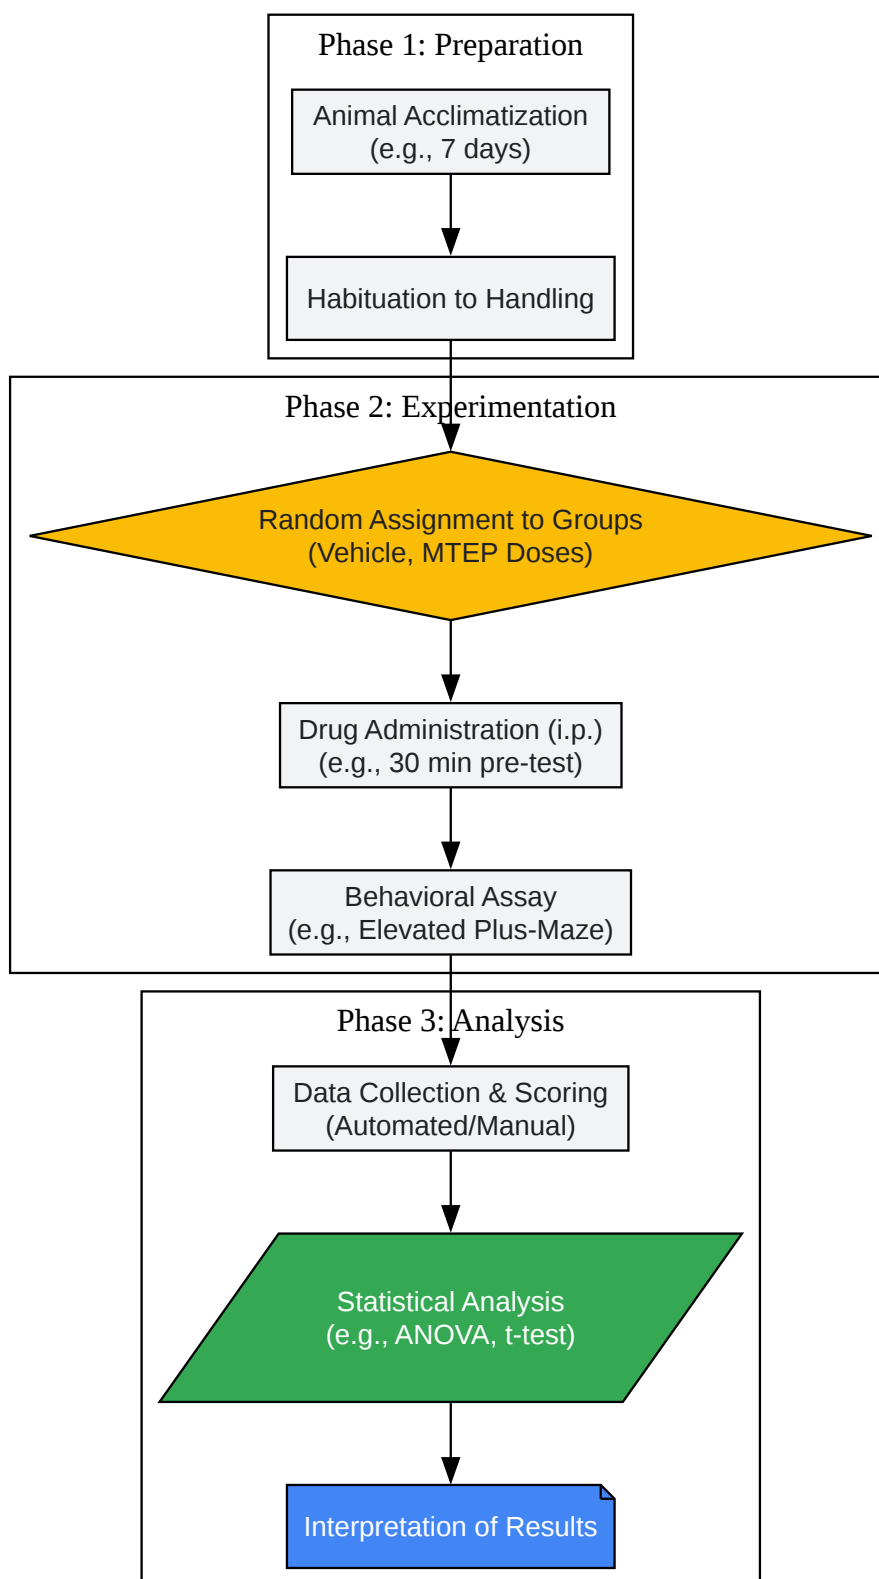 Phase 1: Preparation
Animal Acclimatization
(e.g., 7 days)
Habituation to Handling
Phase 2: Experimentation
Random Assignment to Groups
(Vehicle, MTEP Doses)
Drug Administration (i.p.)
(e.g., 30 min pre-test)
Behavioral Assay
(e.g., Elevated Plus-Maze)
Phase 3: Analysis
Data Collection & Scoring
(Automated/Manual)
Statistical Analysis
(e.g., ANOVA, t-test)
Interpretation of Results